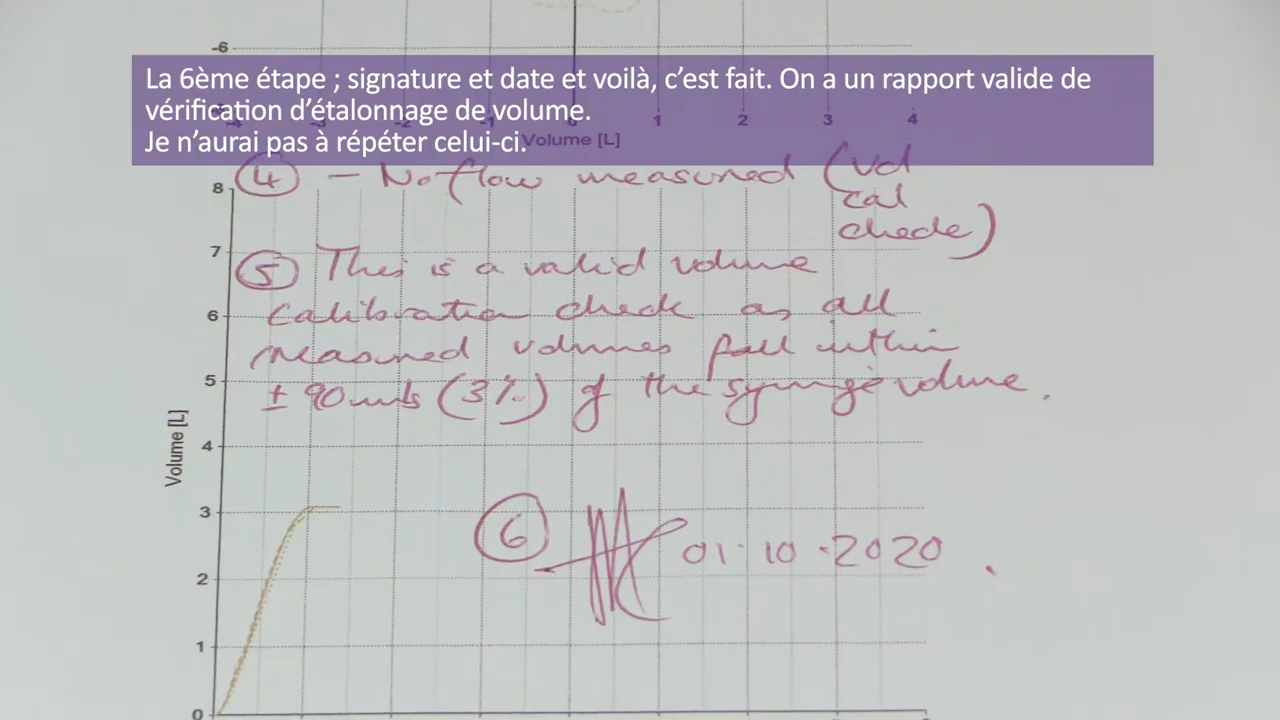 -6
La 6ème étape ; signature et date et voilà, c'est fait. On a un rapport valide de
vérification d'étalonnage de volume.
Je n'aurai pas à répéter celui-ci.
1 2 3 4
Volume [L]
4 - No flow measured (vol
cal
check)
5 This is a valid volume
calibration check as all
measured volumes fall within
± 90mls (3%) of the syringe volume.
6 01.10.2020.
Volume [L]
8
7
6
5
4
3
2
1
0